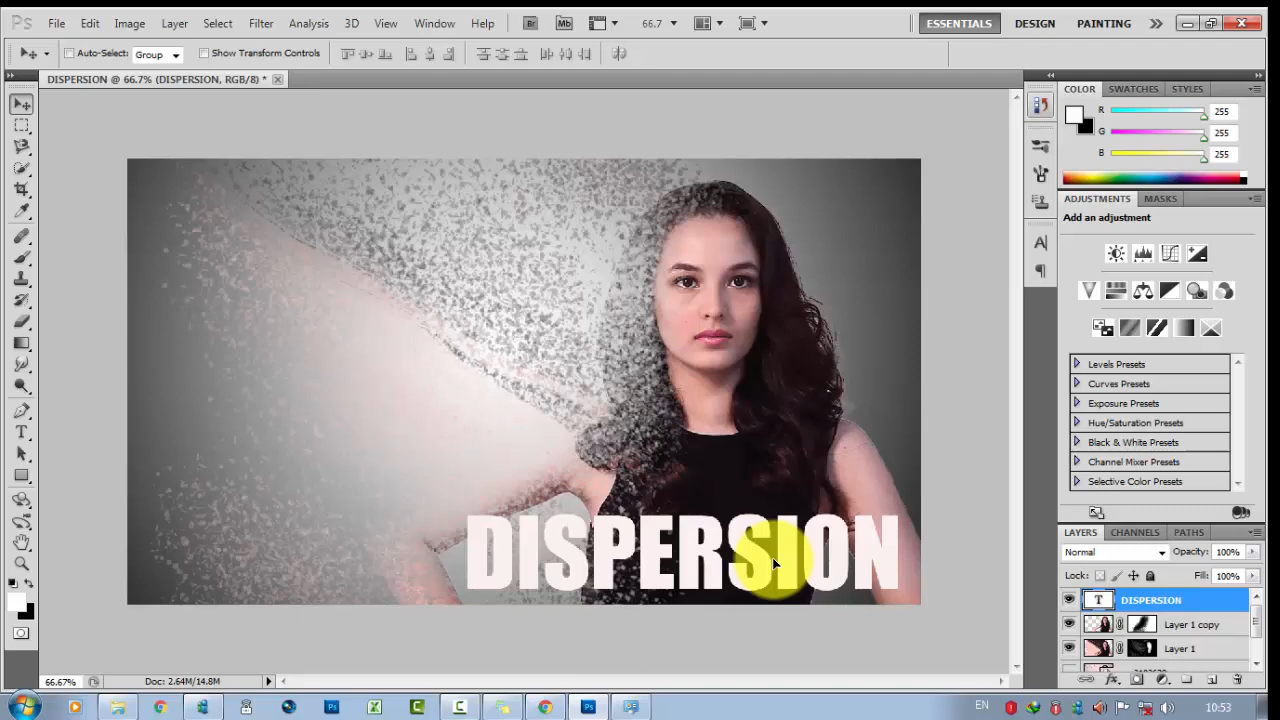 Ps File Edit Image Layer Select Filter Analysis 3D View Window Help Br Mb 66.7 ESSENTIALS DESIGN PAINTING
Auto-Select: Group Show Transform Controls
DISPERSION @ 66.7% (DISPERSION, RGB/8) *
COLOR SWATCHES STYLES
R 255
G 255
B 255
ADJUSTMENTS MASKS
Add an adjustment
Levels Presets
Curves Presets
Exposure Presets
Hue/Saturation Presets
Black & White Presets
Channel Mixer Presets
Selective Color Presets
DISPERSION
LAYERS CHANNELS PATHS
Normal Opacity: 100%
Lock: Fill: 100%
T DISPERSION
Layer 1 copy
Layer 1
66.67% Doc: 2.64M/14.8M
EN 10:53